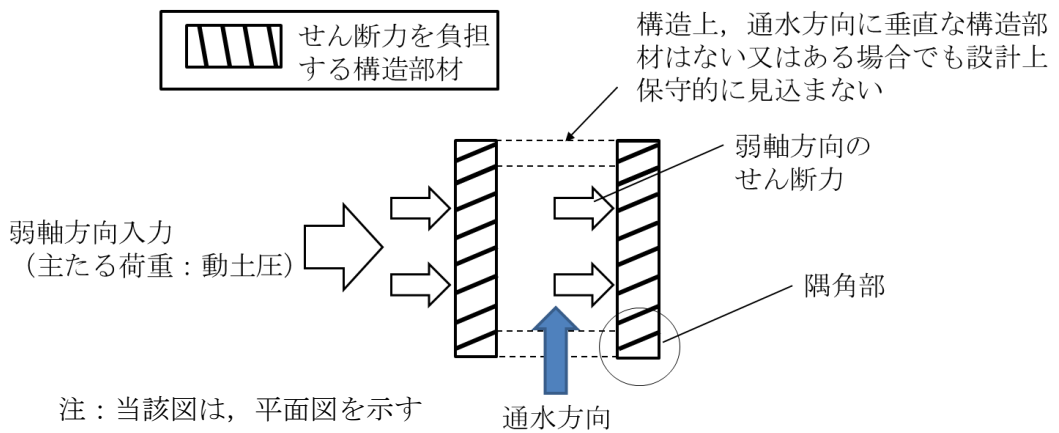 せん断力を負担
する構造部材
構造上，通水方向に垂直な構造部
材はない又はある場合でも設計上
保守的に見込まない
弱軸方向の
せん断力
弱軸方向入力
（主たる荷重：動土圧）
隅角部
注：当該図は，平面図を示す
通水方向